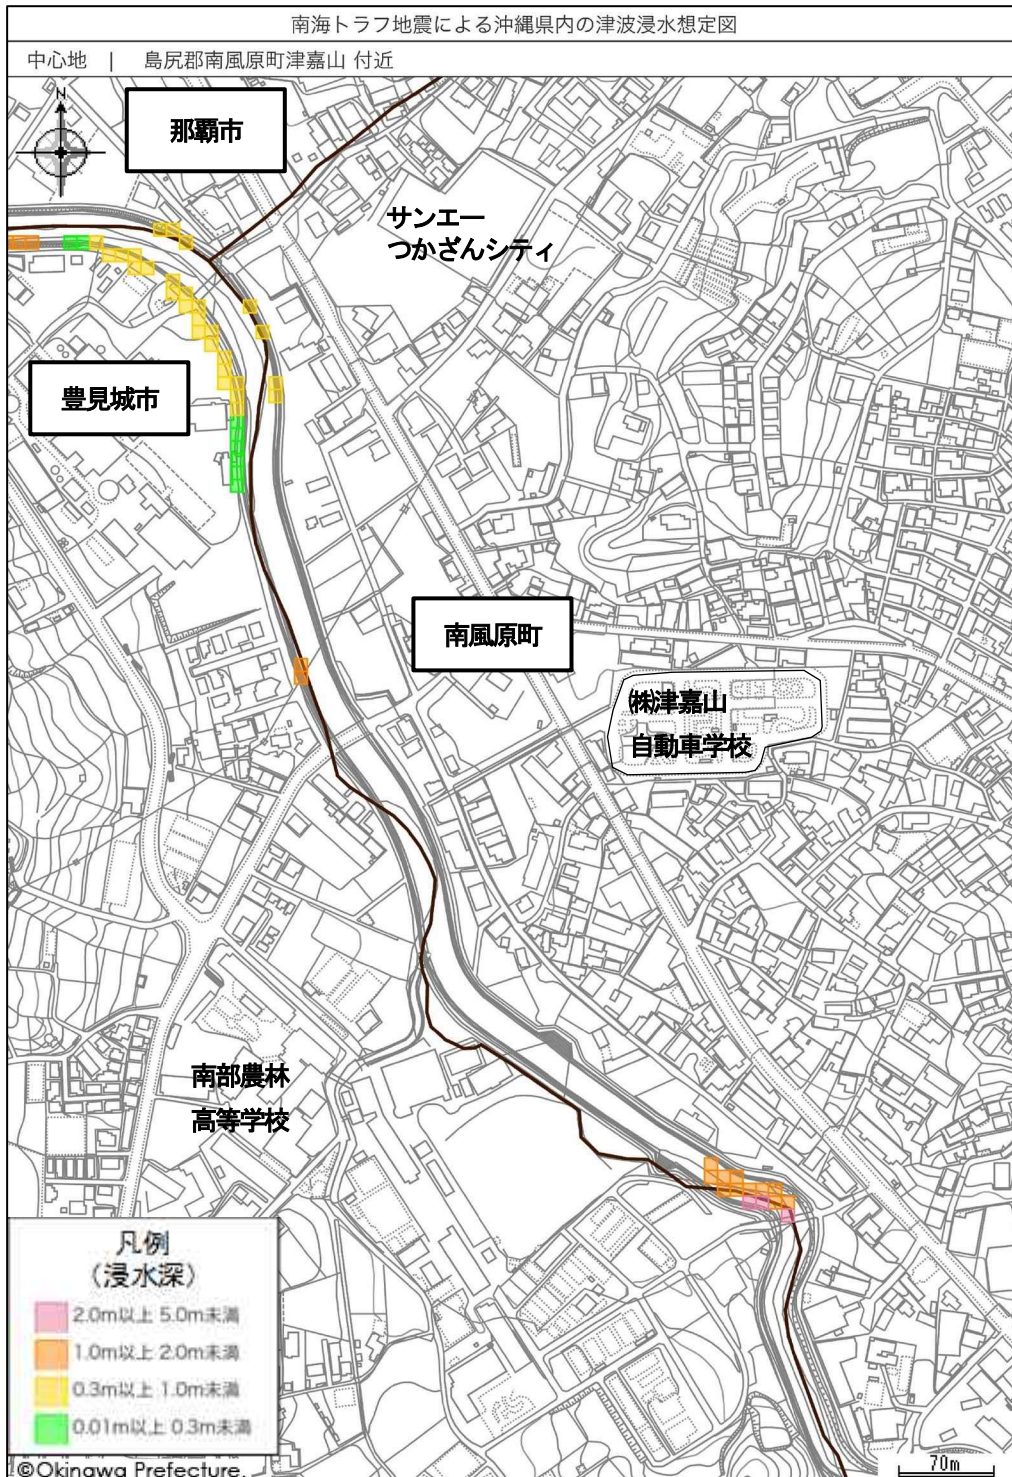 南海トラフ地震による沖縄県内の津波浸水想定図
中心地 | 島尻郡南風原町津嘉山 付近
N
那覇市
サンエー
つかざんシティ
豊見城市
南風原町
㈱津嘉山
自動車学校
南部農林
高等学校
凡例
(浸水深)
2.0m以上 5.0m未満
1.0m以上 2.0m未満
0.3m以上 1.0m未満
0.01m以上 0.3m未満
©Okinawa Prefecture.
70m